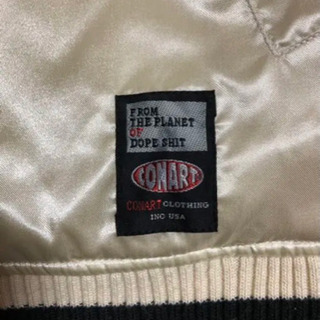 FROM
THE PLANET
OF
DOPE SHIT
CONART
CONART CLOTHING
INC USA